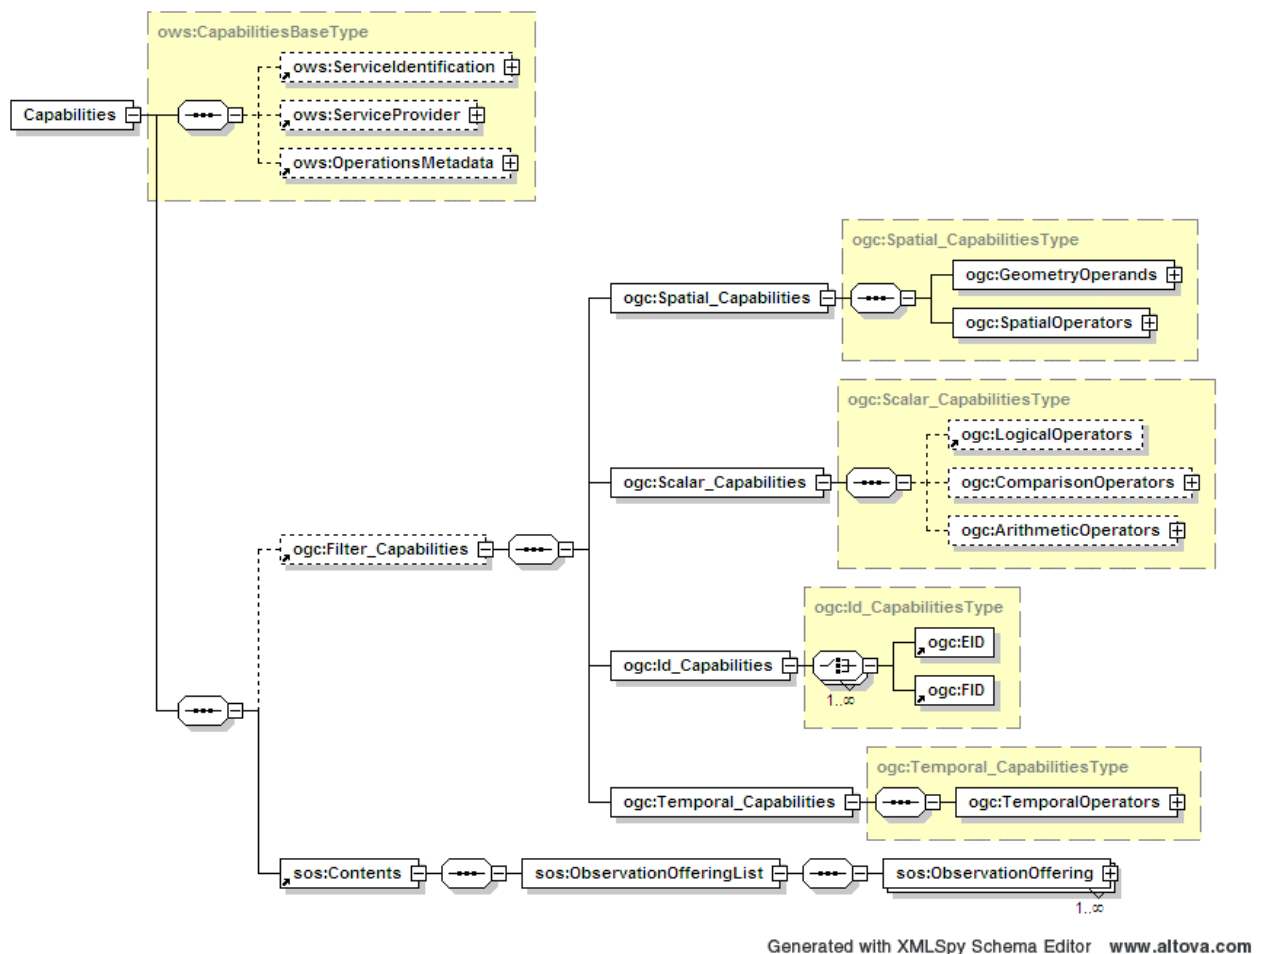 ows:CapabilitiesBaseType
ows:ServiceIdentification
Capabilities
ows:ServiceProvider
ows:OperationsMetadata
ogc:Spatial_CapabilitiesType
ogc:GeometryOperands
ogc:Spatial_Capabilities
ogc:SpatialOperators
ogc:Scalar_CapabilitiesType
ogc:LogicalOperators
ogc:Scalar_Capabilities
ogc:ComparisonOperators
ogc:ArithmeticOperators
ogc:Filter_Capabilities
ogc:Id_CapabilitiesType
ogc:EID
ogc:Id_Capabilities
ogc:FID
1..∞
ogc:Temporal_CapabilitiesType
ogc:Temporal_Capabilities
ogc:TemporalOperators
sos:Contents
sos:ObservationOfferingList
sos:ObservationOffering
1..∞
Generated with XMLSpy Schema Editor www.altova.com